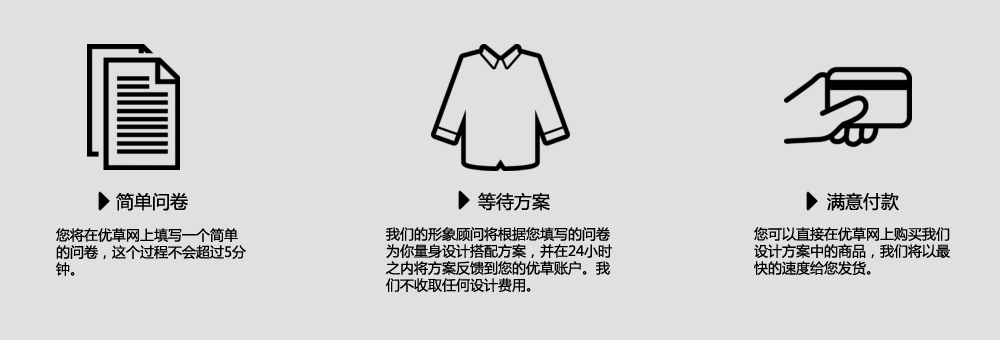 简单问卷
您将在优草网上填写一个简单
的问卷，这个过程不会超过5分
钟。
等待方案
我们的形象顾问将根据您填写的问卷
为你量身设计搭配方案，并在24小时
之内将方案反馈到您的优草账户。我
们不收取任何设计费用。
满意付款
您可以直接在优草网上购买我们
设计方案中的商品，我们将以最
快的速度给您发货。